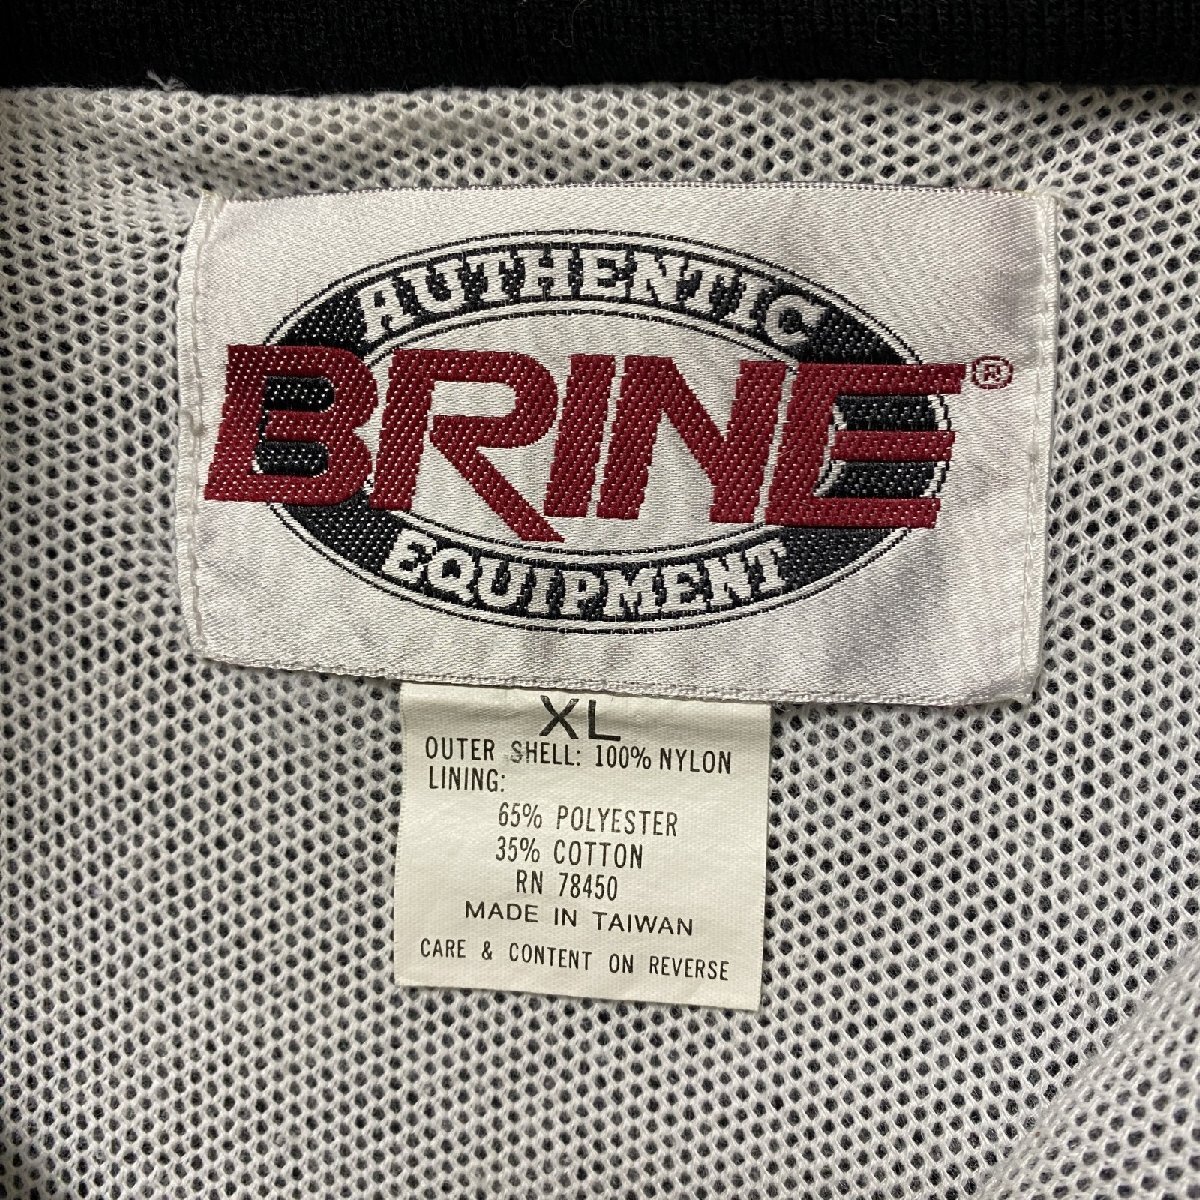 AUTHENTIC
BRINE®
EQUIPMENT
XL
OUTER SHELL: 100% NYLON
LINING:
65% POLYESTER
35% COTTON
RN 78450
MADE IN TAIWAN
CARE & CONTENT ON REVERSE